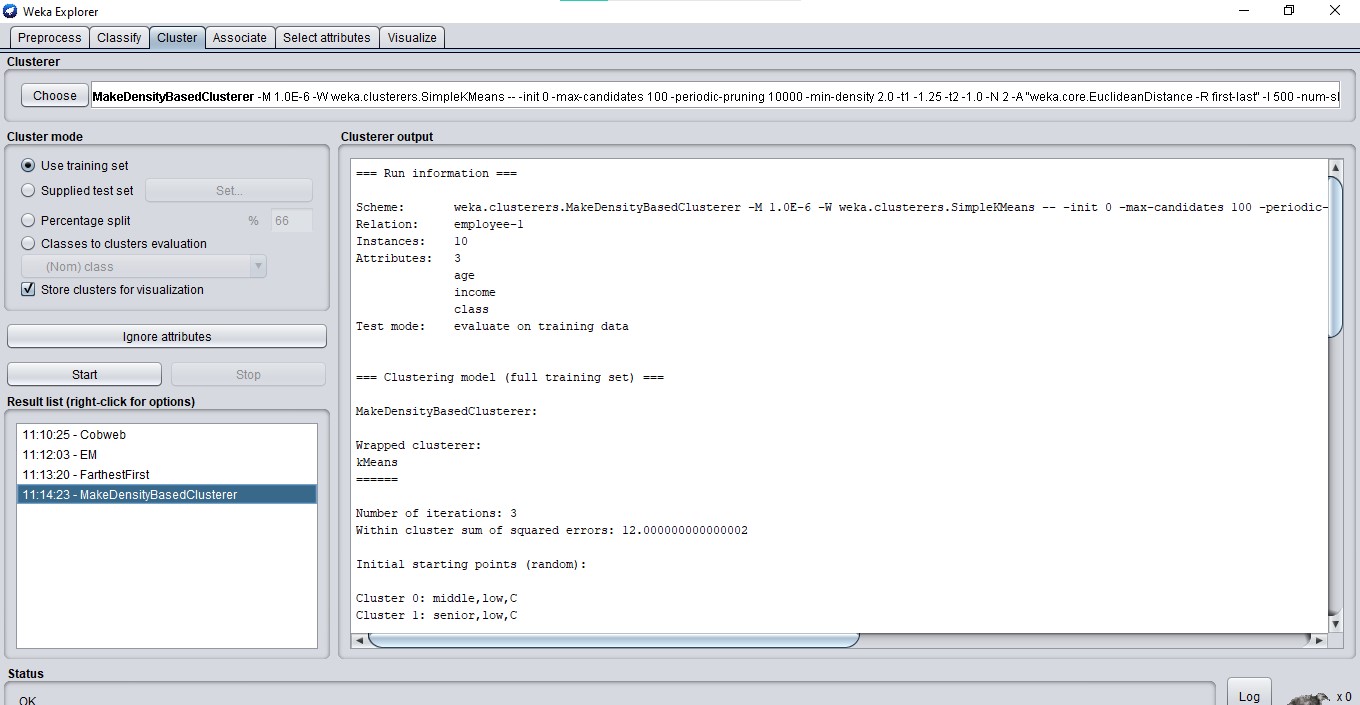 Weka Explorer
Preprocess Classify Cluster Associate Select attributes Visualize
Clusterer
Choose MakeDensityBasedClusterer -M 1.0E-6 -W weka.clusterers.SimpleKMeans -- -init 0 -max-candidates 100 -periodic-pruning 10000 -min-density 2.0 -t1 -1.25 -t2 -1.0 -N 2 -A "weka.core.EuclideanDistance -R first-last" -I 500 -num-sl
Cluster mode
Use training set
Supplied test set Set...
Percentage split % 66
Classes to clusters evaluation
(Nom) class
Store clusters for visualization
Ignore attributes
Start Stop
Result list (right-click for options)
11:10:25 - Cobweb
11:12:03 - EM
11:13:20 - FarthestFirst
11:14:23 - MakeDensityBasedClusterer
Clusterer output
=== Run information ===
Scheme: weka.clusterers.MakeDensityBasedClusterer -M 1.0E-6 -W weka.clusterers.SimpleKMeans -- -init 0 -max-candidates 100 -periodic-
Relation: employee-1
Instances: 10
Attributes: 3
age
income
class
Test mode: evaluate on training data
=== Clustering model (full training set) ===
MakeDensityBasedClusterer:
Wrapped clusterer:
kMeans
======
Number of iterations: 3
Within cluster sum of squared errors: 12.000000000000002
Initial starting points (random):
Cluster 0: middle,low,C
Cluster 1: senior,low,C
Status
OK
Log x 0